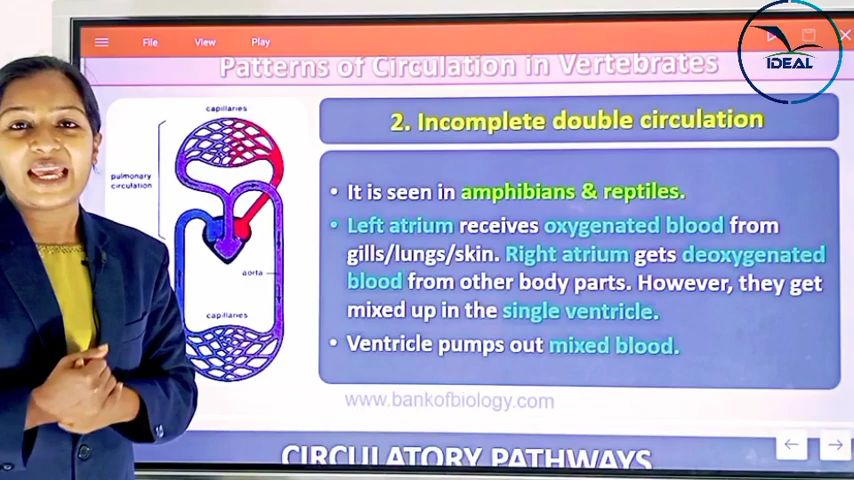 File View Play
IDEAL
Patterns of Circulation in Vertebrates
capillaries
pulmonary
circulation
aorta
capillaries
2. Incomplete double circulation
• It is seen in amphibians & reptiles.
• Left atrium receives oxygenated blood from
gills/lungs/skin. Right atrium gets deoxygenated
blood from other body parts. However, they get
mixed up in the single ventricle.
• Ventricle pumps out mixed blood.
www.bankofbiology.com
CIRCULATORY PATHWAYS